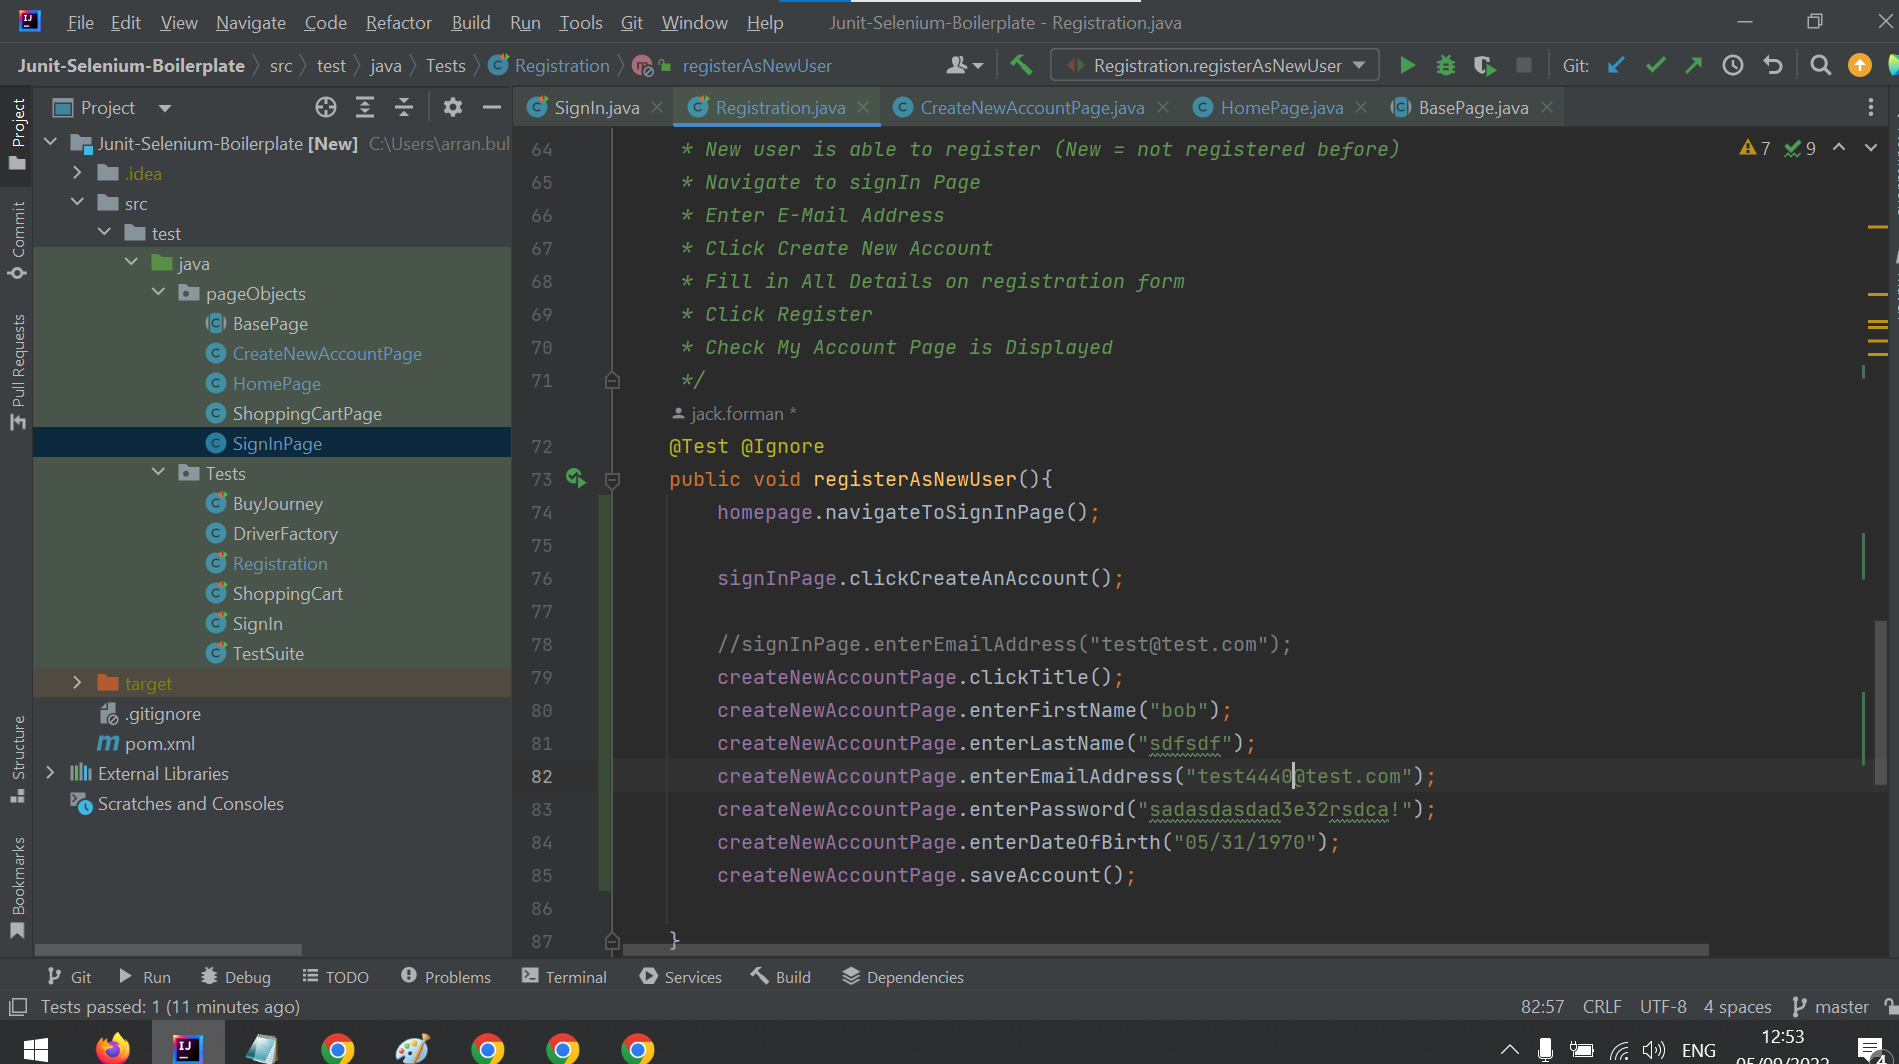 File Edit View Navigate Code Refactor Build Run Tools Git Window Help Junit-Selenium-Boilerplate - Registration.java
Junit-Selenium-Boilerplate src test java Tests Registration registerAsNewUser Registration.registerAsNewUser Git:
Project
SignIn.java Registration.java CreateNewAccountPage.java HomePage.java BasePage.java
Project
Commit
Pull Requests
Structure
Bookmarks
Junit-Selenium-Boilerplate [New] C:\Users\arran.bul
.idea
src
test
java
pageObjects
BasePage
CreateNewAccountPage
HomePage
ShoppingCartPage
SignInPage
Tests
BuyJourney
DriverFactory
Registration
ShoppingCart
SignIn
TestSuite
target
.gitignore
pom.xml
External Libraries
Scratches and Consoles
7 9
64 * New user is able to register (New = not registered before)
65 * Navigate to signIn Page
66 * Enter E-Mail Address
67 * Click Create New Account
68 * Fill in All Details on registration form
69 * Click Register
70 * Check My Account Page is Displayed
71 */
jack.forman *
72 @Test @Ignore
73 public void registerAsNewUser(){
74 homepage.navigateToSignInPage();
75
76 signInPage.clickCreateAnAccount();
77
78 //signInPage.enterEmailAddress("test@test.com");
79 createNewAccountPage.clickTitle();
80 createNewAccountPage.enterFirstName("bob");
81 createNewAccountPage.enterLastName("sdfsdf");
82 createNewAccountPage.enterEmailAddress("test4440@test.com");
83 createNewAccountPage.enterPassword("sadasdasdad3e32rsdca!");
84 createNewAccountPage.enterDateOfBirth("05/31/1970");
85 createNewAccountPage.saveAccount();
86
87 }
Git Run Debug TODO Problems Terminal Services Build Dependencies
Tests passed: 1 (11 minutes ago) 82:57 CRLF UTF-8 4 spaces master
ENG 12:53
4